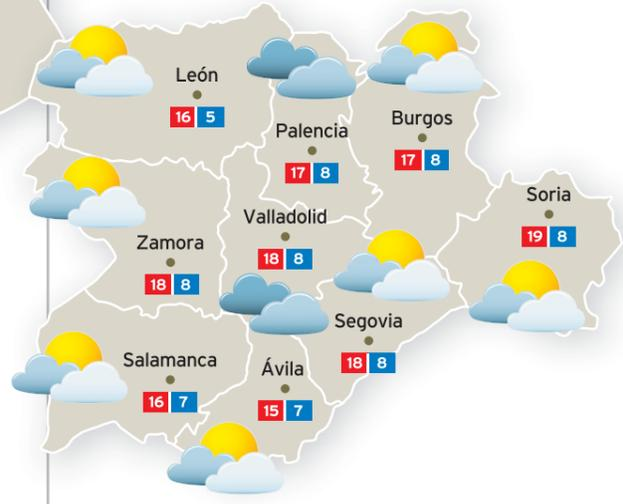 León
16 5
Palencia
17 8
Burgos
17 8
Soria
19 8
Valladolid
18 8
Zamora
18 8
Segovia
18 8
Salamanca
16 7
Ávila
15 7